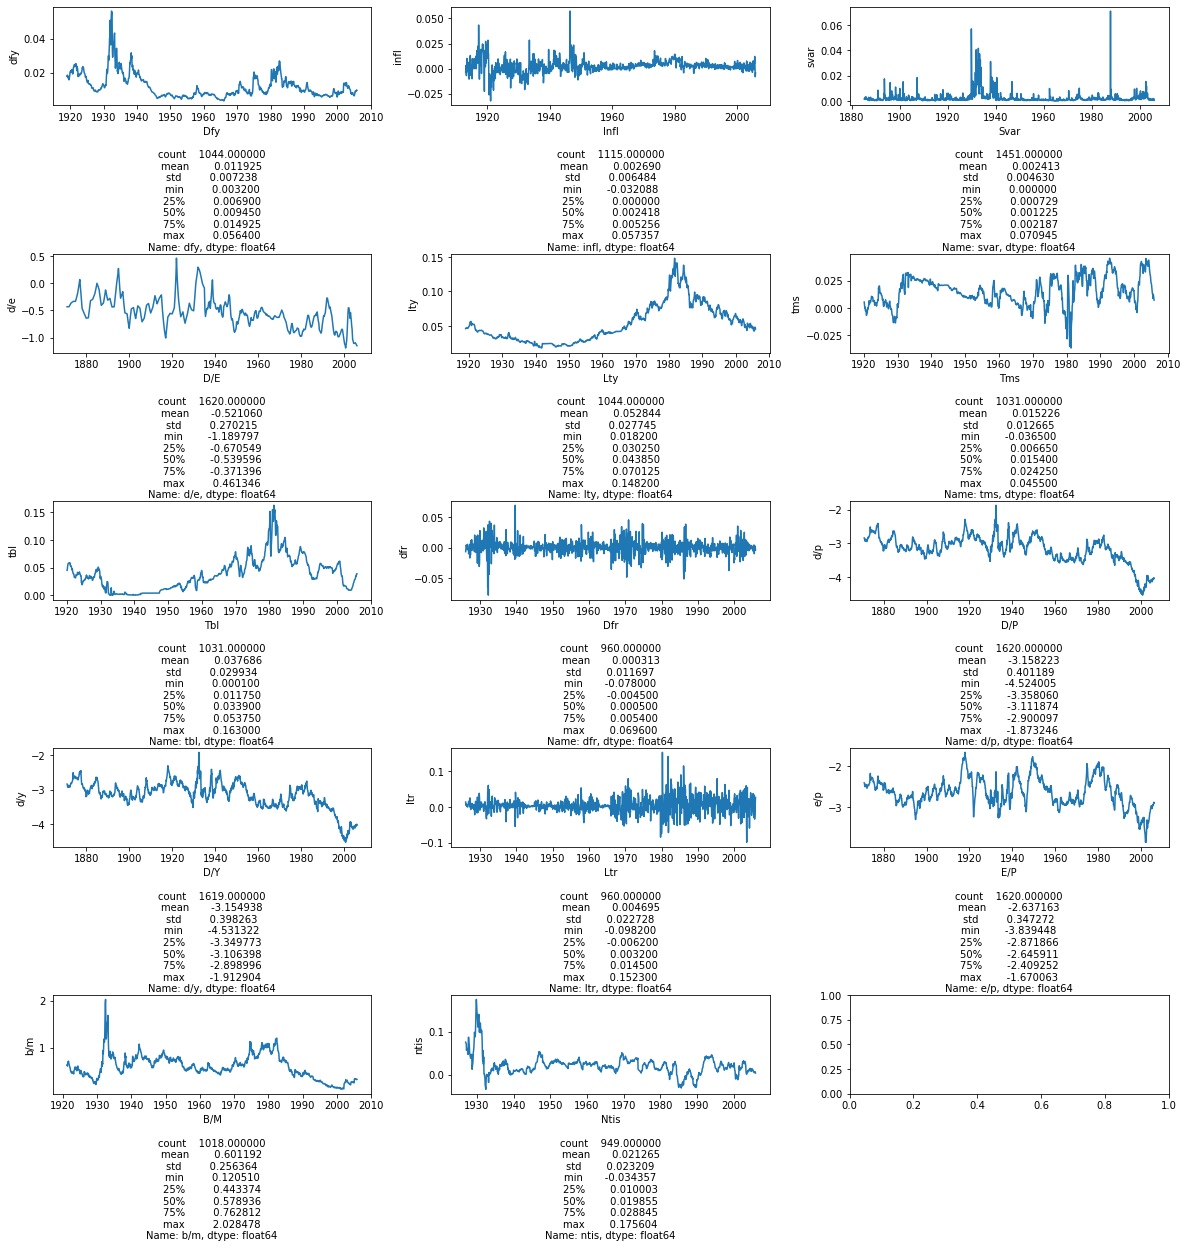 dfy
0.04
0.02
1920 1930 1940 1950 1960 1970 1980 1990 2000 2010
Dfy
count 1044.000000
mean 0.011925
std 0.007238
min 0.003200
25% 0.006900
50% 0.009450
75% 0.014925
max 0.056400
Name: dfy, dtype: float64
infl
0.050
0.025
0.000
−0.025
1920 1940 1960 1980 2000
Infl
count 1115.000000
mean 0.002690
std 0.006484
min -0.032088
25% 0.000000
50% 0.002418
75% 0.005256
max 0.057357
Name: infl, dtype: float64
svar
0.06
0.04
0.02
0.00
1880 1900 1920 1940 1960 1980 2000
Svar
count 1451.000000
mean 0.002413
std 0.004630
min 0.000000
25% 0.000729
50% 0.001225
75% 0.002187
max 0.070945
Name: svar, dtype: float64
d/e
0.5
0.0
−0.5
−1.0
1880 1900 1920 1940 1960 1980 2000
D/E
count 1620.000000
mean -0.521060
std 0.270215
min -1.189797
25% -0.670549
50% -0.539596
75% -0.371396
max 0.461346
Name: d/e, dtype: float64
lty
0.15
0.10
0.05
1920 1930 1940 1950 1960 1970 1980 1990 2000 2010
Lty
count 1044.000000
mean 0.052844
std 0.027745
min 0.018200
25% 0.030250
50% 0.043850
75% 0.070125
max 0.148200
Name: lty, dtype: float64
tms
0.025
0.000
−0.025
1920 1930 1940 1950 1960 1970 1980 1990 2000 2010
Tms
count 1031.000000
mean 0.015226
std 0.012665
min -0.036500
25% 0.006650
50% 0.015400
75% 0.024250
max 0.045500
Name: tms, dtype: float64
tbl
0.15
0.10
0.05
0.00
1920 1930 1940 1950 1960 1970 1980 1990 2000 2010
Tbl
count 1031.000000
mean 0.037686
std 0.029934
min 0.000100
25% 0.011750
50% 0.033900
75% 0.053750
max 0.163000
Name: tbl, dtype: float64
dfr
0.05
0.00
−0.05
1930 1940 1950 1960 1970 1980 1990 2000
Dfr
count 960.000000
mean 0.000313
std 0.011697
min -0.078000
25% -0.004500
50% 0.000500
75% 0.005400
max 0.069600
Name: dfr, dtype: float64
d/p
−2
−3
−4
1880 1900 1920 1940 1960 1980 2000
D/P
count 1620.000000
mean -3.158223
std 0.401189
min -4.524005
25% -3.358060
50% -3.111874
75% -2.900097
max -1.873246
Name: d/p, dtype: float64
d/y
−2
−3
−4
1880 1900 1920 1940 1960 1980 2000
D/Y
count 1619.000000
mean -3.154938
std 0.398263
min -4.531322
25% -3.349773
50% -3.106398
75% -2.898996
max -1.912904
Name: d/y, dtype: float64
ltr
0.1
0.0
−0.1
1930 1940 1950 1960 1970 1980 1990 2000
Ltr
count 960.000000
mean 0.004695
std 0.022728
min -0.098200
25% -0.006200
50% 0.003200
75% 0.014500
max 0.152300
Name: ltr, dtype: float64
e/p
−2
−3
1880 1900 1920 1940 1960 1980 2000
E/P
count 1620.000000
mean -2.637163
std 0.347272
min -3.839448
25% -2.871866
50% -2.645911
75% -2.409252
max -1.670063
Name: e/p, dtype: float64
b/m
2
1
1920 1930 1940 1950 1960 1970 1980 1990 2000 2010
B/M
count 1018.000000
mean 0.601192
std 0.256364
min 0.120510
25% 0.443374
50% 0.578936
75% 0.762812
max 2.028478
Name: b/m, dtype: float64
ntis
0.1
0.0
1930 1940 1950 1960 1970 1980 1990 2000
Ntis
count 949.000000
mean 0.021265
std 0.023209
min -0.034357
25% 0.010003
50% 0.019855
75% 0.028845
max 0.175604
Name: ntis, dtype: float64
1.00
0.75
0.50
0.25
0.00
0.0 0.2 0.4 0.6 0.8 1.0